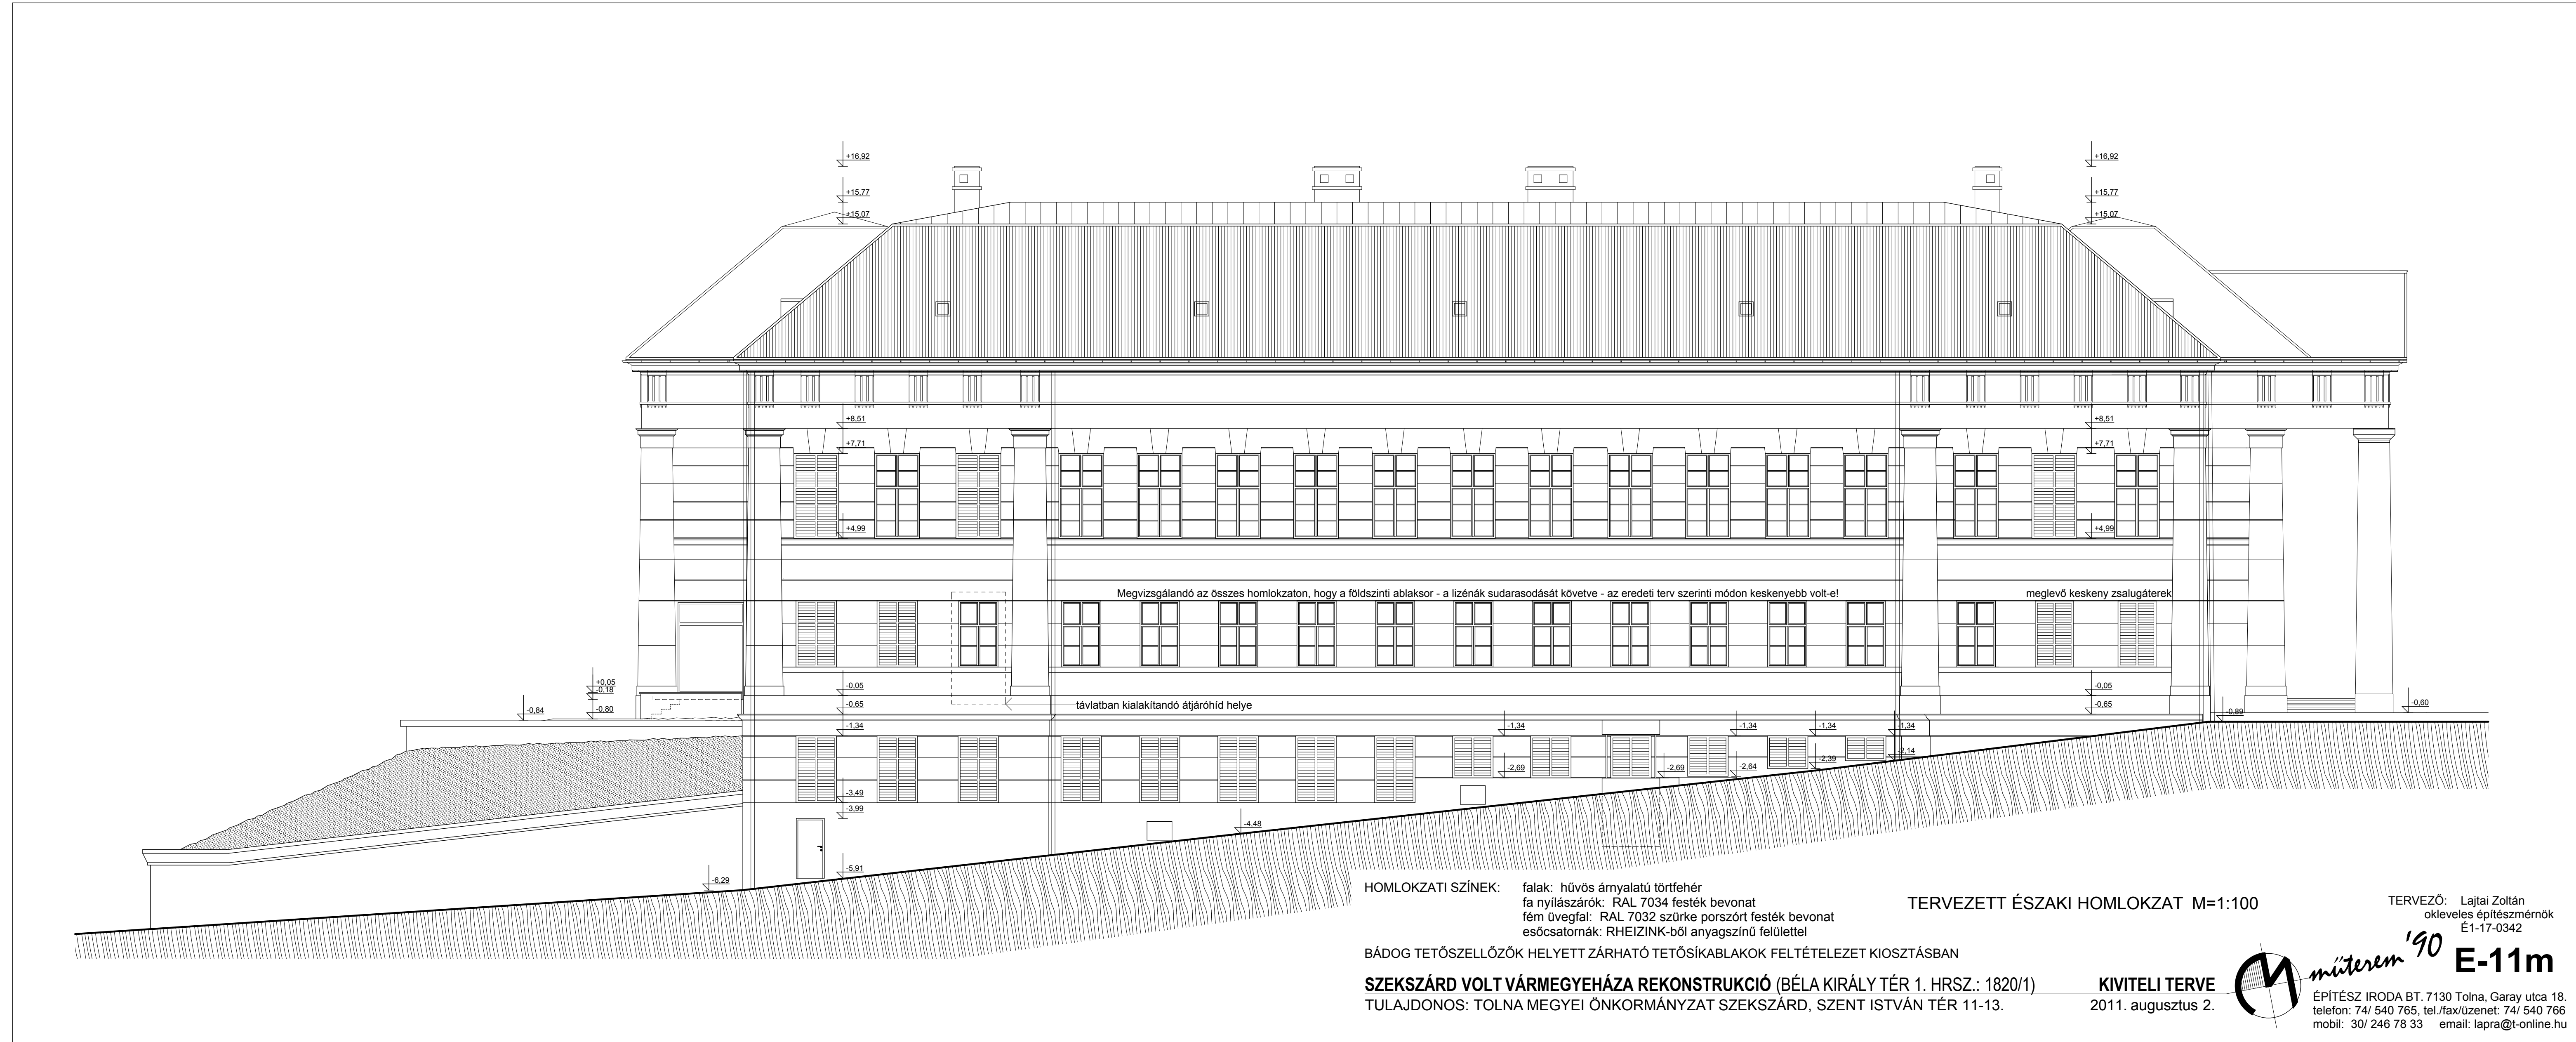 +16,92
+16,92
+15,77
+15,77
+15,07
+15,07
+8,51
+8,51
+7,71
+7,71
+4,99
+4,99
Megvizsgálandó az összes homlokzaton, hogy a földszinti ablaksor - a lizénák sudarasodását követve - az eredeti terv szerinti módon keskenyebb volt-e!
meglevő keskeny zsalugáterek
+0,05
-0,18
-0,05
-0,05
-0,84
-0,80
-0,65
távlatban kialakítandó átjáróhíd helye
-0,65
-0,89
-0,60
-1,34
-1,34
-1,34
-1,34
-1,34
-2,14
-2,39
-2,69
-2,69
-2,64
-3,49
-3,99
-4,48
-5,91
-6,29
HOMLOKZATI SZÍNEK: falak: hűvös árnyalatú törtfehér
fa nyílászárók: RAL 7034 festék bevonat
fém üvegfal: RAL 7032 szürke porszórt festék bevonat
esőcsatornák: RHEIZINK-ből anyagszínű felülettel
TERVEZETT ÉSZAKI HOMLOKZAT M=1:100
TERVEZŐ: Lajtai Zoltán
okleveles építészmérnök
É1-17-0342
BÁDOG TETŐSZELLŐZŐK HELYETT ZÁRHATÓ TETŐSÍKABLAKOK FELTÉTELEZET KIOSZTÁSBAN
SZEKSZÁRD VOLT VÁRMEGYEHÁZA REKONSTRUKCIÓ (BÉLA KIRÁLY TÉR 1. HRSZ.: 1820/1) KIVITELI TERVE
TULAJDONOS: TOLNA MEGYEI ÖNKORMÁNYZAT SZEKSZÁRD, SZENT ISTVÁN TÉR 11-13. 2011. augusztus 2.
műterem '90
E-11m
ÉPÍTÉSZ IRODA BT. 7130 Tolna, Garay utca 18.
telefon: 74/ 540 765, tel./fax/üzenet: 74/ 540 766
mobil: 30/ 246 78 33 email: lapra@t-online.hu